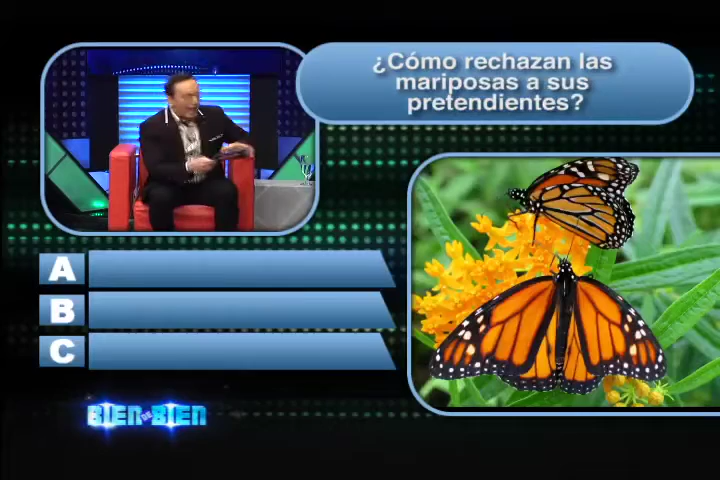 ¿Cómo rechazan las
mariposas a sus
pretendientes?
A
B
C
BIEN DE BIEN